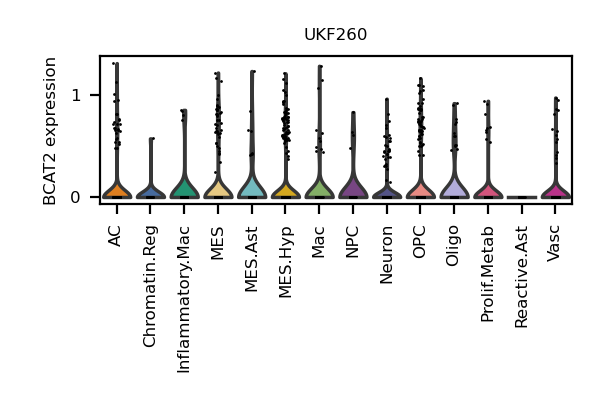 UKF260
BCAT2 expression
1
0
AC
Chromatin.Reg
Inflammatory.Mac
MES
MES.Ast
MES.Hyp
Mac
NPC
Neuron
OPC
Oligo
Prolif.Metab
Reactive.Ast
Vasc